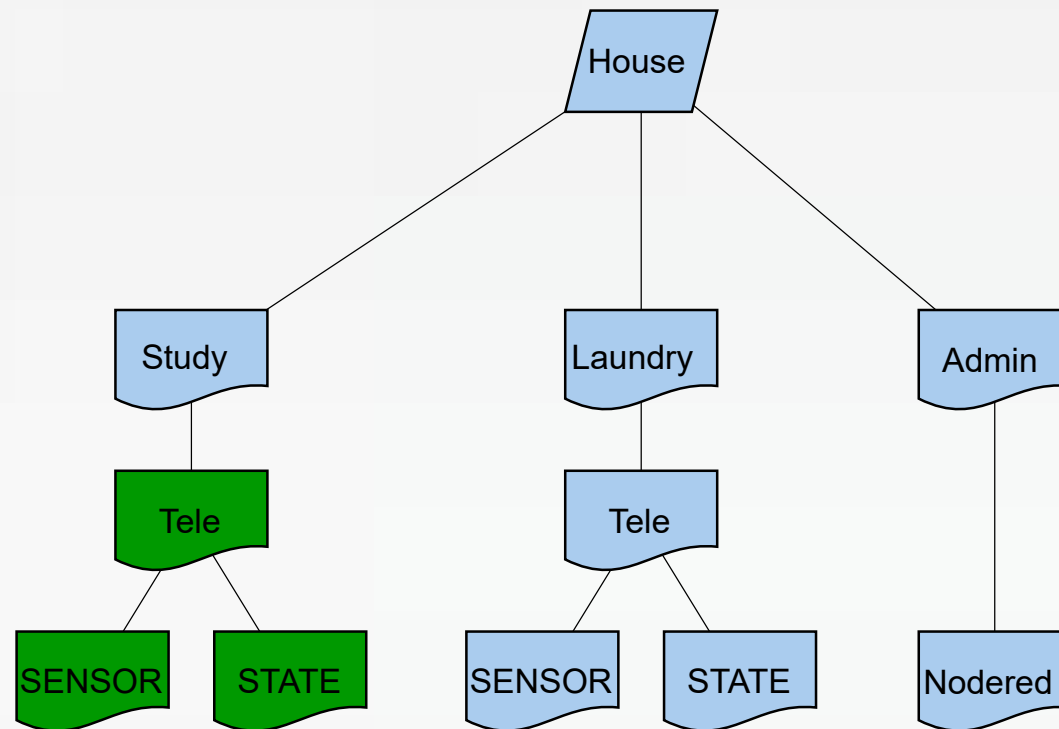 House
Study
Laundry
Admin
Tele
Tele
SENSOR
STATE
SENSOR
STATE
Nodered